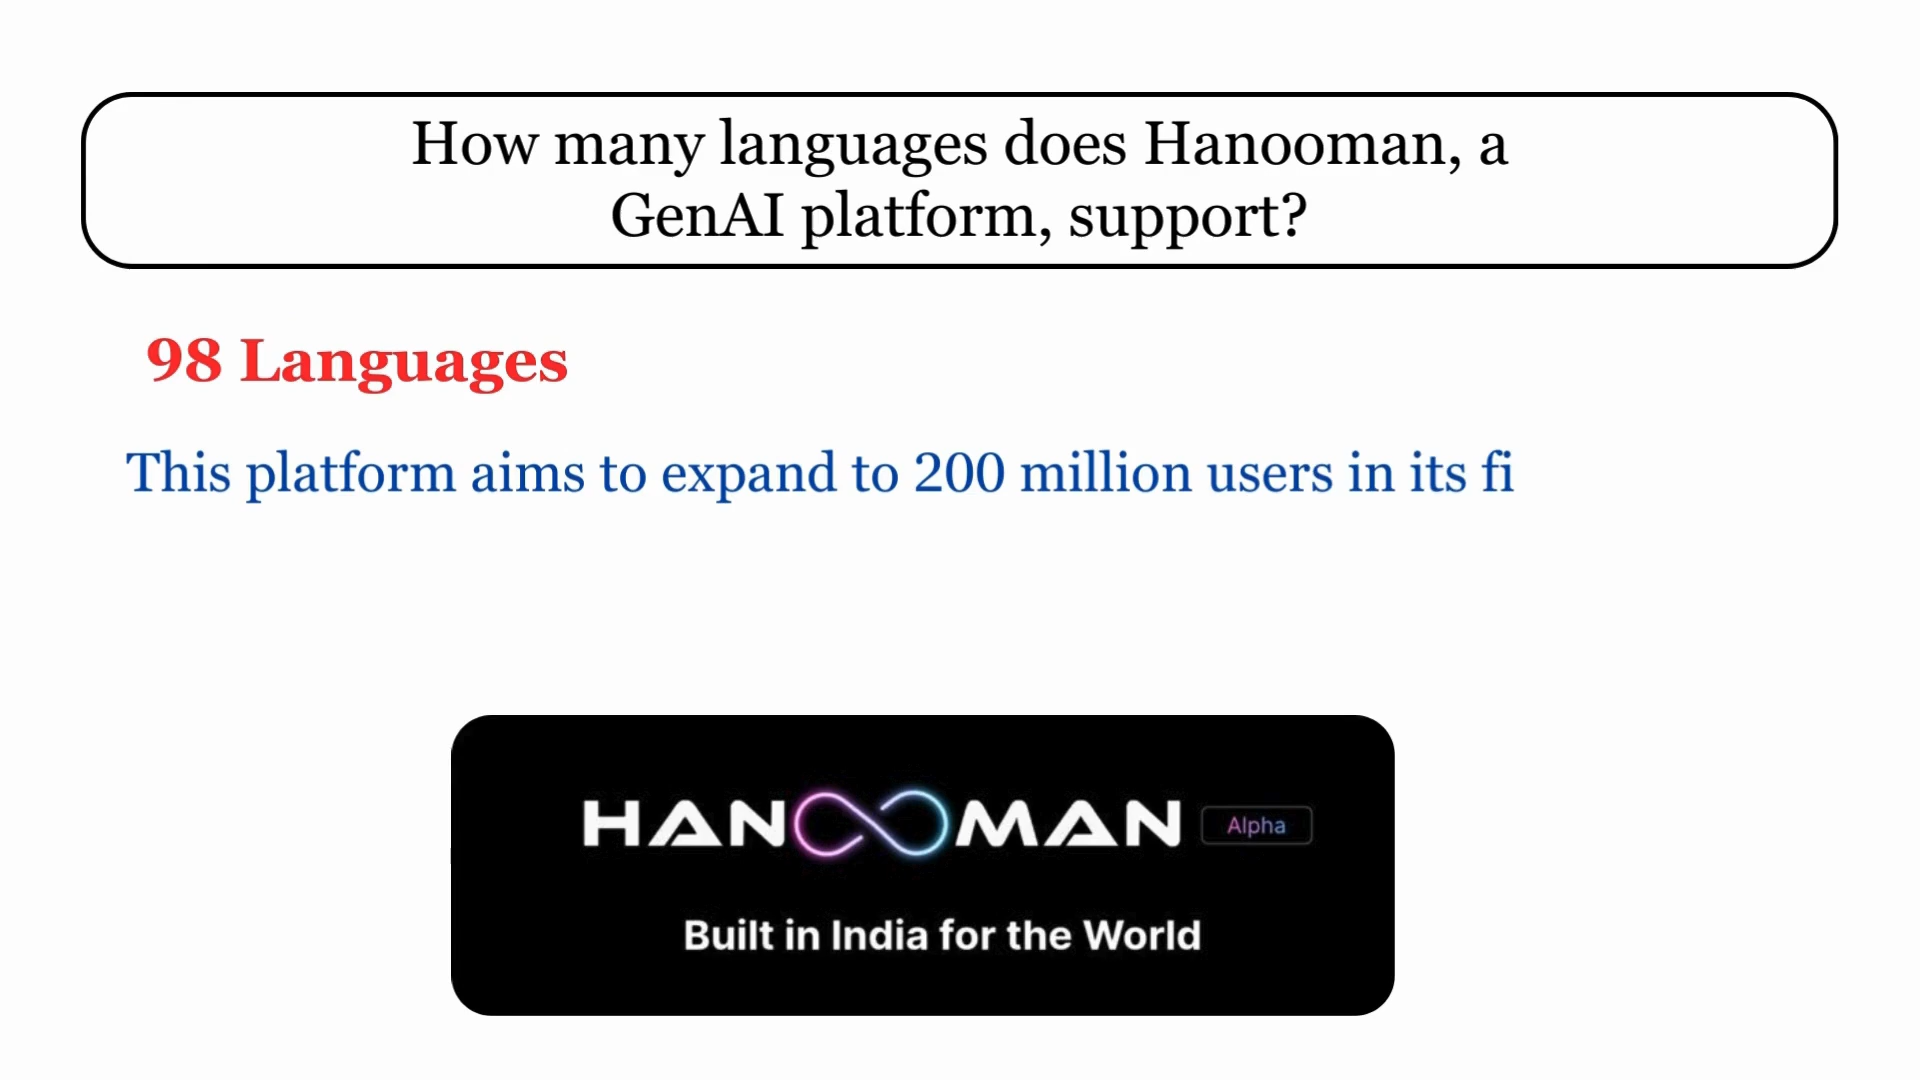 How many languages does Hanooman, a
GenAI platform, support?
98 Languages
This platform aims to expand to 200 million users in its fi
HANOOMAN Alpha
Built in India for the World